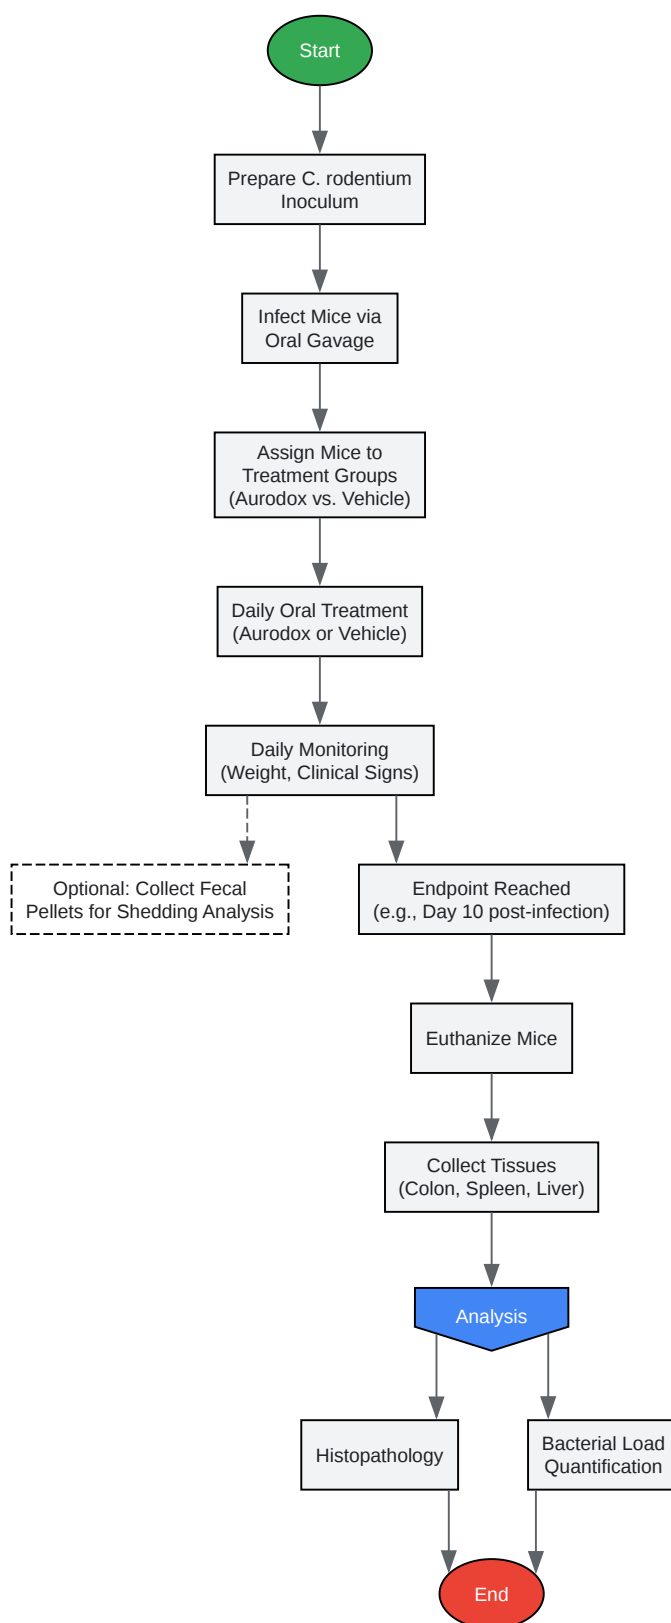 Start
Prepare C. rodentium
Inoculum
Infect Mice via
Oral Gavage
Assign Mice to
Treatment Groups
(Aurodox vs. Vehicle)
Daily Oral Treatment
(Aurodox or Vehicle)
Daily Monitoring
(Weight, Clinical Signs)
Optional: Collect Fecal
Pellets for Shedding Analysis
Endpoint Reached
(e.g., Day 10 post-infection)
Euthanize Mice
Collect Tissues
(Colon, Spleen, Liver)
Analysis
Histopathology
Bacterial Load
Quantification
End